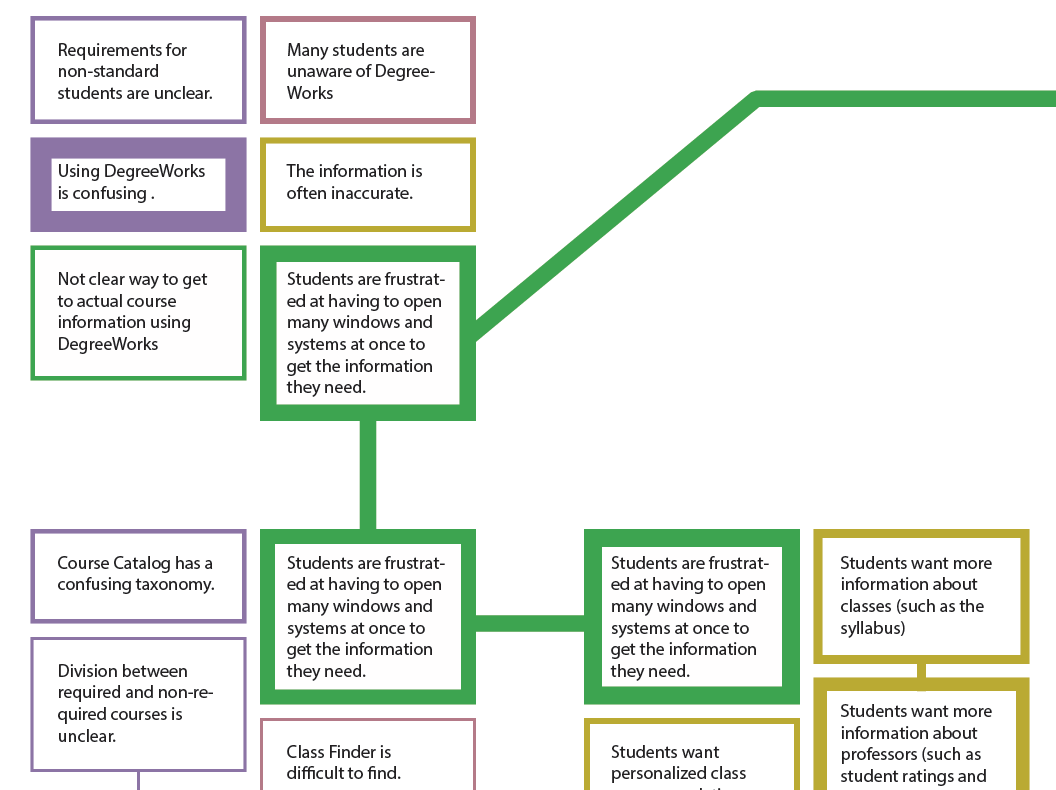 Requirements for
non-standard
students are unclear.
Many students are
unaware of Degree-
Works
Using DegreeWorks
is confusing .
The information is
often inaccurate.
Not clear way to get
to actual course
information using
DegreeWorks
Students are frustrat-
ed at having to open
many windows and
systems at once to
get the information
they need.
Course Catalog has a
confusing taxonomy.
Students are frustrat-
ed at having to open
many windows and
systems at once to
get the information
they need.
Students are frustrat-
ed at having to open
many windows and
systems at once to
get the information
they need.
Students want more
information about
classes (such as the
syllabus)
Division between
required and non-re-
quired courses is
unclear.
Class Finder is
difficult to find.
Students want
personalized class
Students want more
information about
professors (such as
student ratings and